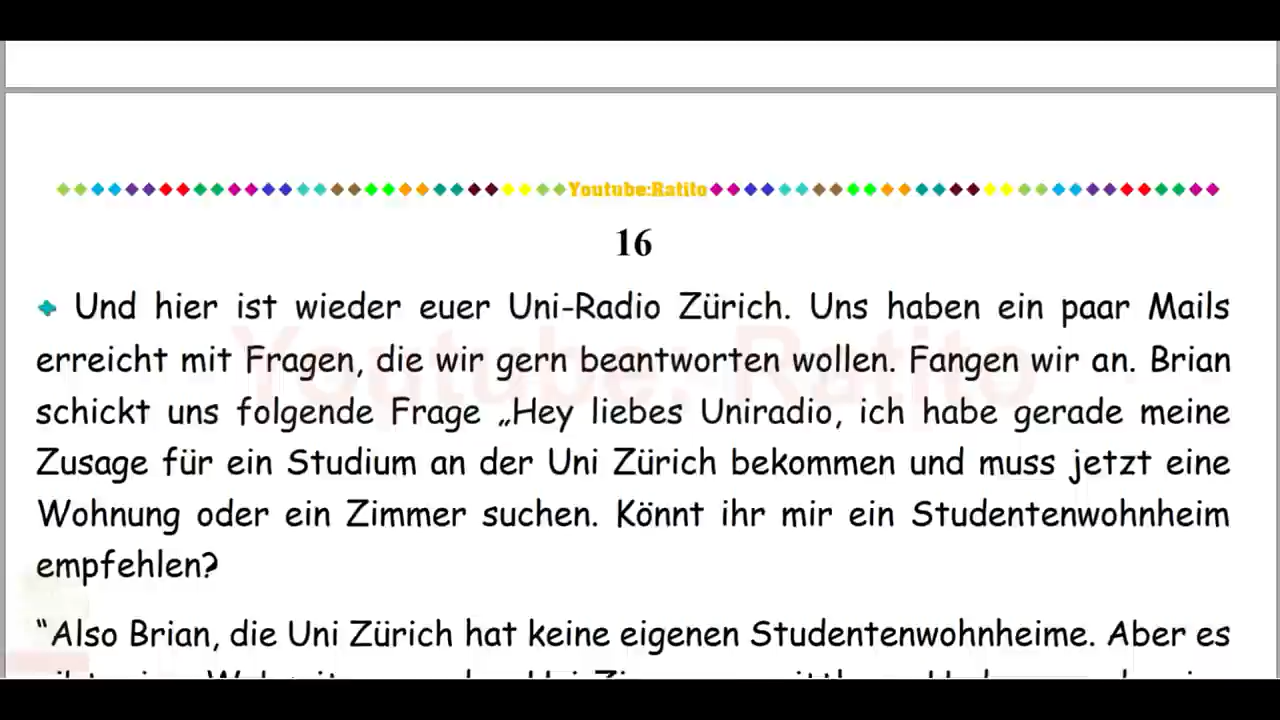 Youtube:Ratito
16
Und hier ist wieder euer Uni-Radio Zürich. Uns haben ein paar Mails
erreicht mit Fragen, die wir gern beantworten wollen. Fangen wir an. Brian
schickt uns folgende Frage „Hey liebes Uniradio, ich habe gerade meine
Zusage für ein Studium an der Uni Zürich bekommen und muss jetzt eine
Wohnung oder ein Zimmer suchen. Könnt ihr mir ein Studentenwohnheim
empfehlen?
Youtube: Ratito
“Also Brian, die Uni Zürich hat keine eigenen Studentenwohnheime. Aber es